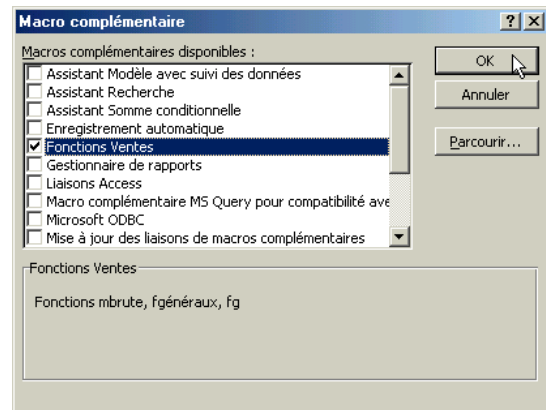 Macro complémentaire
Macros complémentaires disponibles :
Assistant Modèle avec suivi des données
Assistant Recherche
Assistant Somme conditionnelle
Enregistrement automatique
Fonctions Ventes
Gestionnaire de rapports
Liaisons Access
Macro complémentaire MS Query pour compatibilité ave
Microsoft ODBC
Mise à jour des liaisons de macros complémentaires
OK
Annuler
Parcourir...
Fonctions Ventes
Fonctions mbrute, fgénéraux, fg